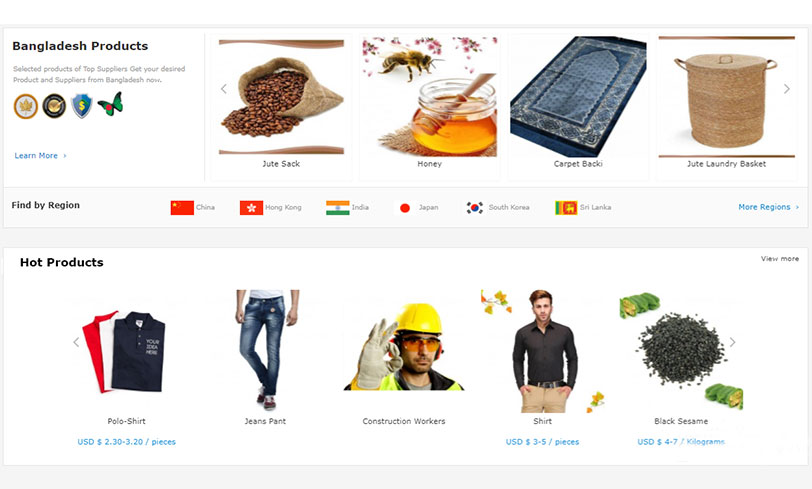 Bangladesh Products
Selected products of Top Suppliers Get your desired
Product and Suppliers from Bangladesh now.
Learn More ›
Jute Sack
Honey
Carpet Backi
Jute Laundry Basket
Find by Region
China
Hong Kong
India
Japan
South Korea
Sri Lanka
More Regions ›
Hot Products
View more
YOUR
IDEA
HERE
Polo-Shirt
Jeans Pant
Construction Workers
Shirt
Black Sesame
USD $ 2.30-3.20 / pieces
USD $ 3-5 / pieces
USD $ 4-7 / Kilograms